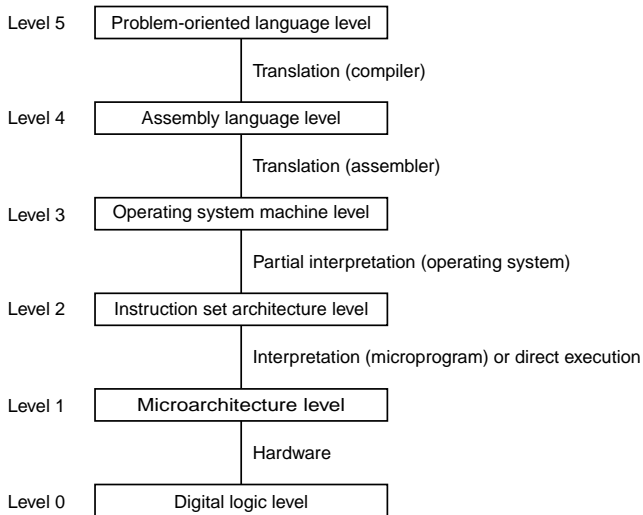 Level 5 Problem-oriented language level
Translation (compiler)
Level 4 Assembly language level
Translation (assembler)
Level 3 Operating system machine level
Partial interpretation (operating system)
Level 2 Instruction set architecture level
Interpretation (microprogram) or direct execution
Level 1 Microarchitecture level
Hardware
Level 0 Digital logic level